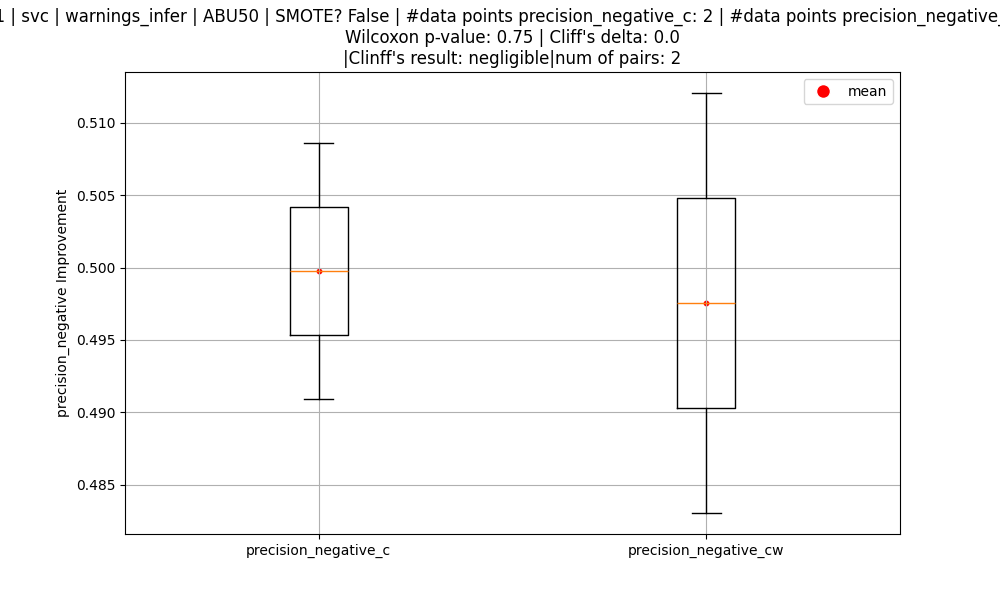 1 | svc | warnings_infer | ABU50 | SMOTE? False | #data points precision_negative_c: 2 | #data points precision_negative_
Wilcoxon p-value: 0.75 | Cliff's delta: 0.0
|Clinff's result: negligible|num of pairs: 2
mean
0.510
0.505
0.500
0.495
0.490
0.485
precision_negative Improvement
precision_negative_c
precision_negative_cw